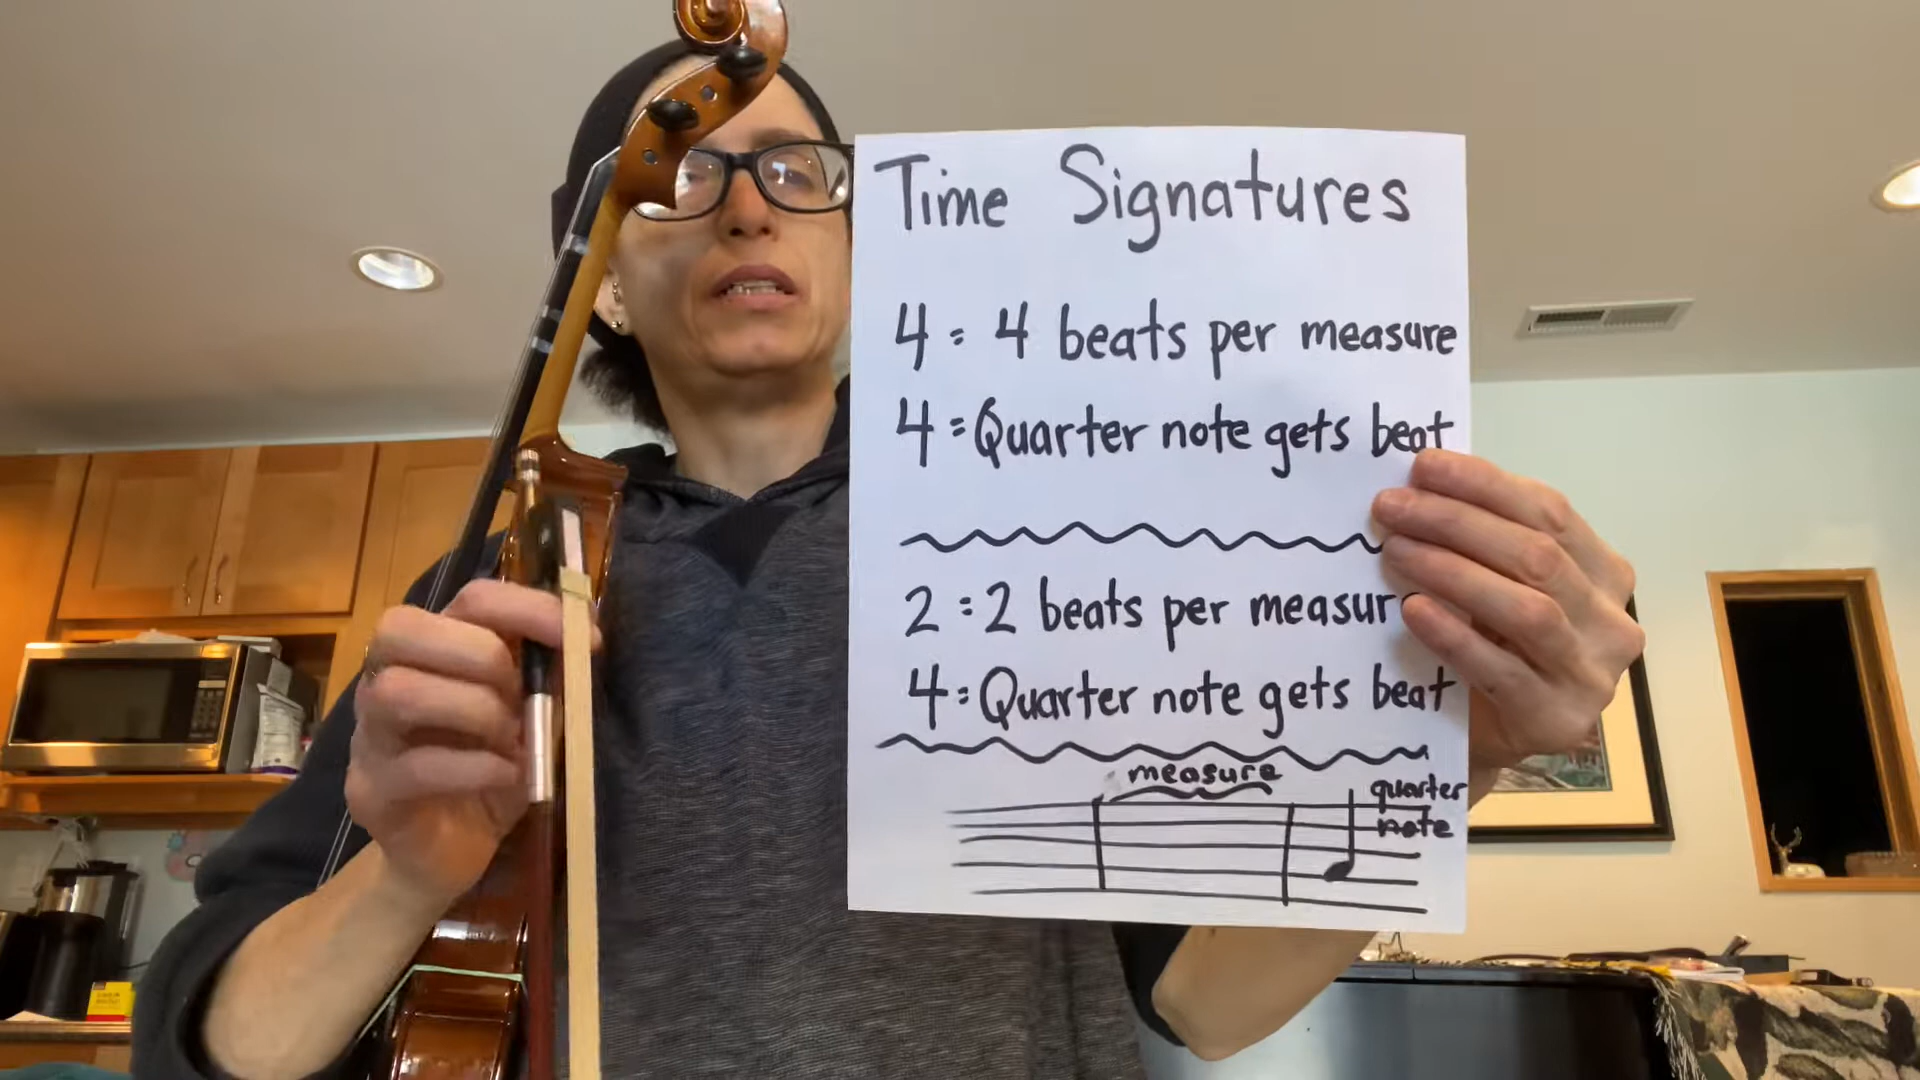 Time Signatures
4 = 4 beats per measure
4 = Quarter note gets beat
2 = 2 beats per measur
4 = Quarter note gets beat
measure
quarter
note